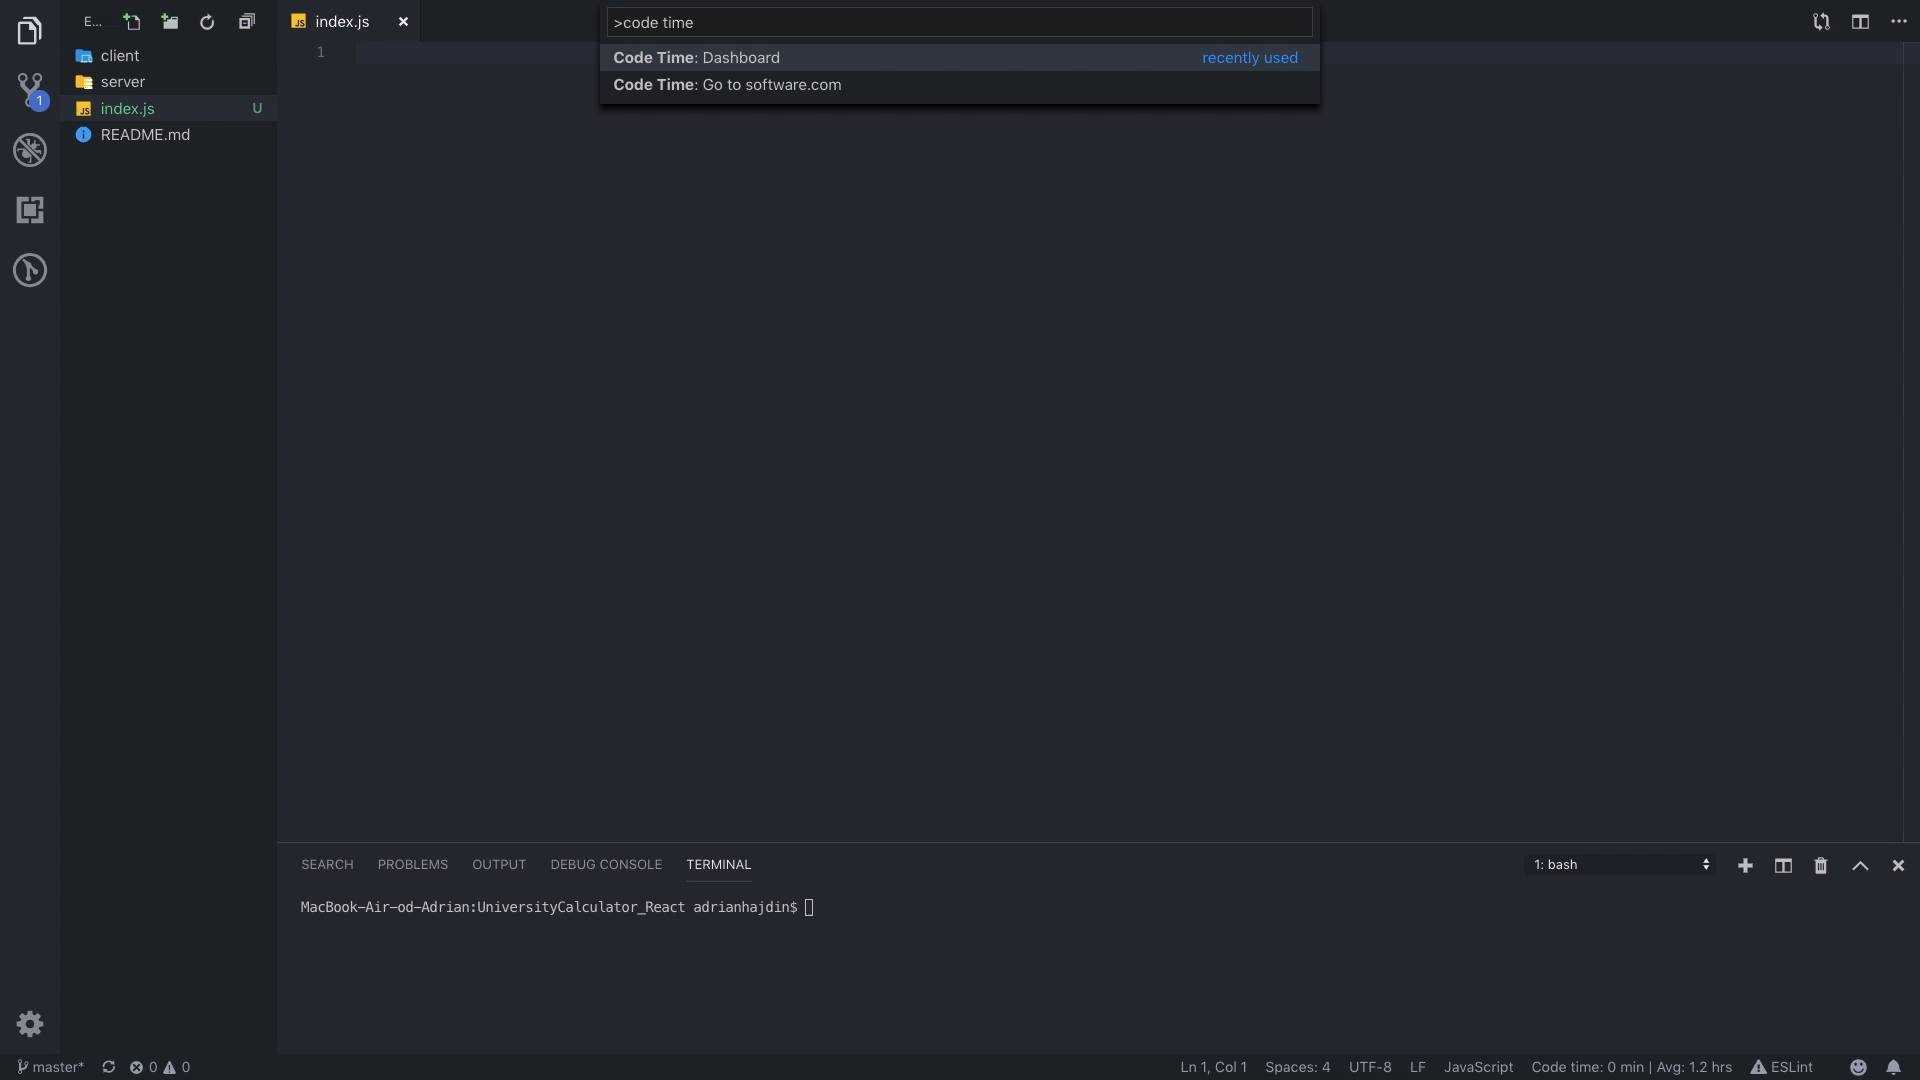 E...
index.js
>code time
Code Time: Dashboard
recently used
Code Time: Go to software.com
client
server
index.js
U
README.md
1
1
SEARCH
PROBLEMS
OUTPUT
DEBUG CONSOLE
TERMINAL
1: bash
MacBook-Air-od-Adrian:UniversityCalculator_React adrianhajdin$
master*
0
0
Ln 1, Col 1
Spaces: 4
UTF-8
LF
JavaScript
Code time: 0 min | Avg: 1.2 hrs
ESLint